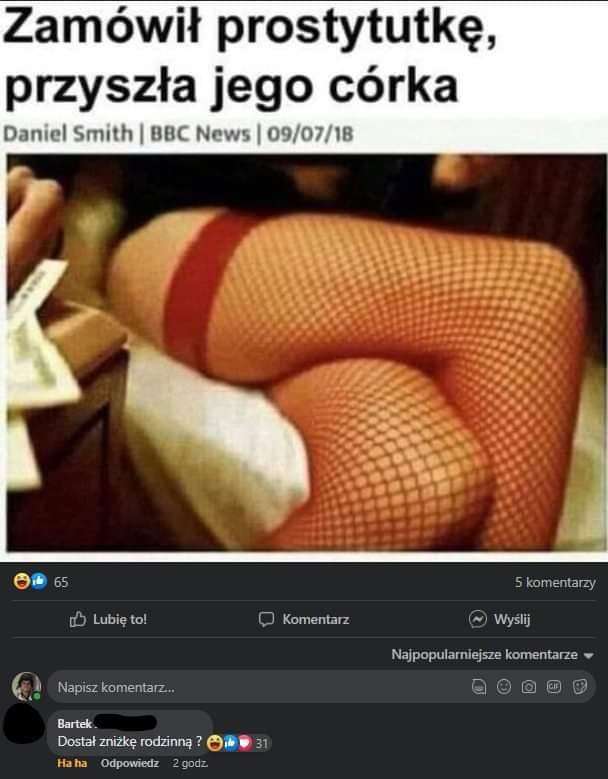 Zamówił prostytutkę,
przyszła jego córka
Daniel Smith | BBC News | 09/07/18
65 5 komentarzy
Lubię to! Komentarz Wyślij
Najpopularniejsze komentarze
Napisz komentarz... GIF
Bartek
Dostał zniżkę rodzinną ? 31
Ha ha Odpowiedz 2 godz.